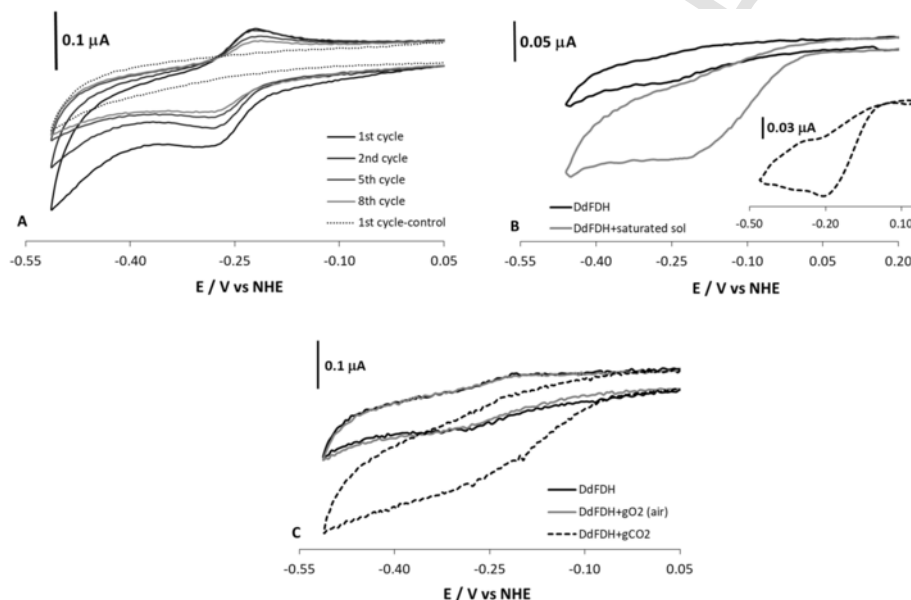 0.1 µA
1st cycle
2nd cycle
5th cycle
8th cycle
1st cycle-control
A
-0.55 -0.40 -0.25 -0.10 0.05
E / V vs NHE
0.05 µA
0.03 µA
-0.50 -0.20 0.10
DdFDH
DdFDH+saturated sol
B
-0.55 -0.40 -0.25 -0.10 0.05 0.20
E / V vs NHE
0.1 µA
DdFDH
DdFDH+gO2 (air)
DdFDH+gCO2
C
-0.55 -0.40 -0.25 -0.10 0.05
E / V vs NHE